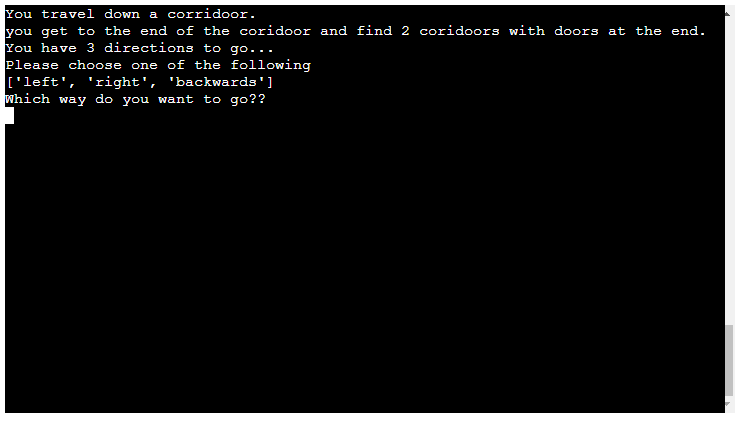 You travel down a corridoor.
you get to the end of the coridoor and find 2 coridoors with doors at the end.
You have 3 directions to go...
Please choose one of the following
['left', 'right', 'backwards']
Which way do you want to go??